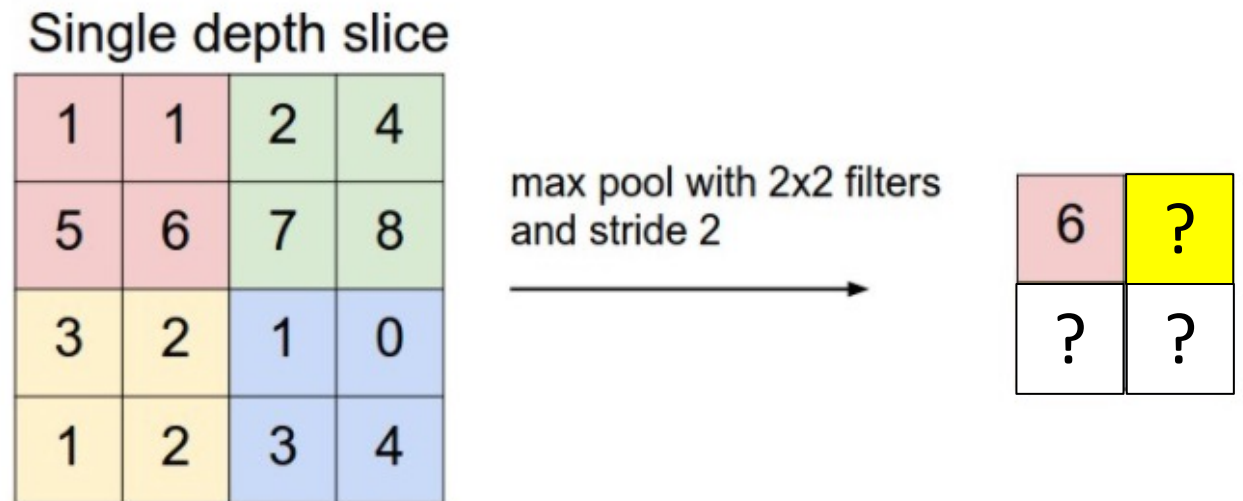 Single depth slice
1 1 2 4
5 6 7 8
3 2 1 0
1 2 3 4
max pool with 2x2 filters
and stride 2
6 ?
? ?